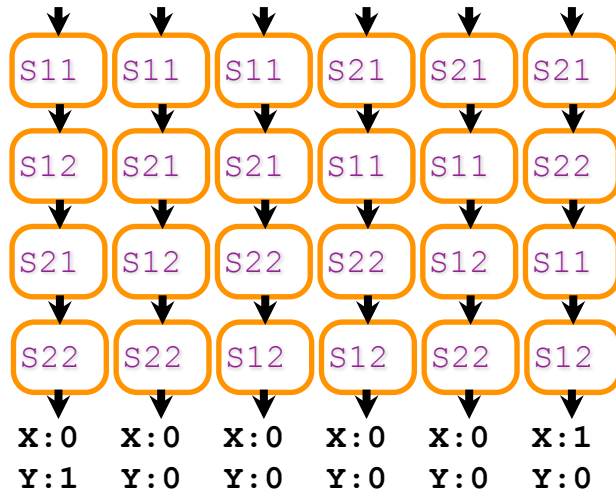 S11 S11 S11 S21 S21 S21
S12 S21 S21 S11 S11 S22
S21 S12 S22 S22 S12 S11
S22 S22 S12 S12 S22 S12
X:0 X:0 X:0 X:0 X:0 X:1
Y:1 Y:0 Y:0 Y:0 Y:0 Y:0